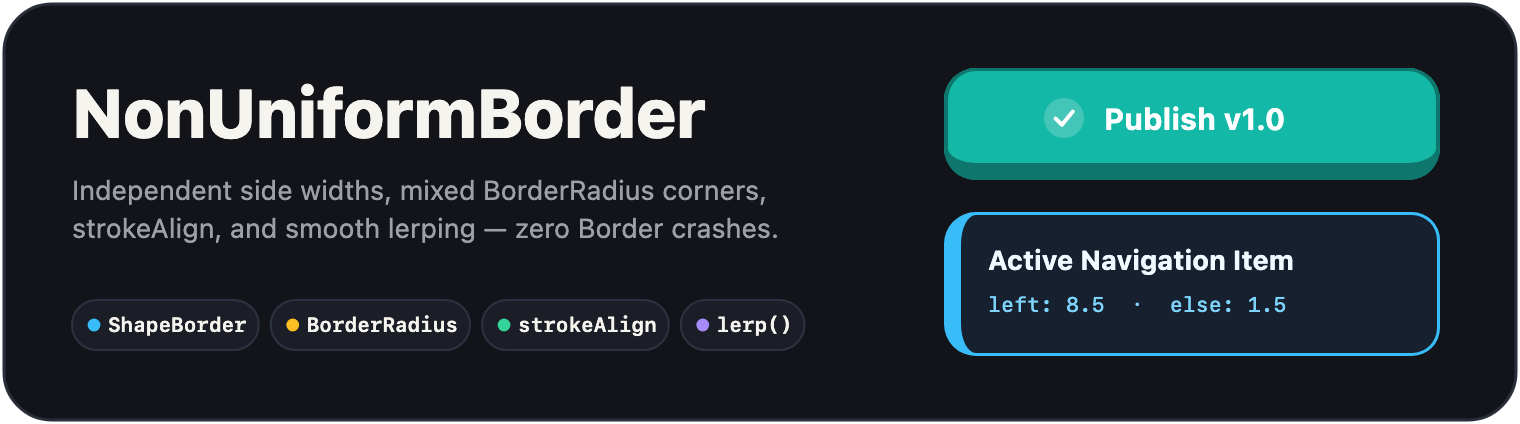 NonUniformBorder
Independent side widths, mixed BorderRadius corners,
strokeAlign, and smooth lerping — zero Border crashes.
ShapeBorder
BorderRadius
strokeAlign
lerp()
Publish v1.0
Active Navigation Item
left: 8.5 · else: 1.5